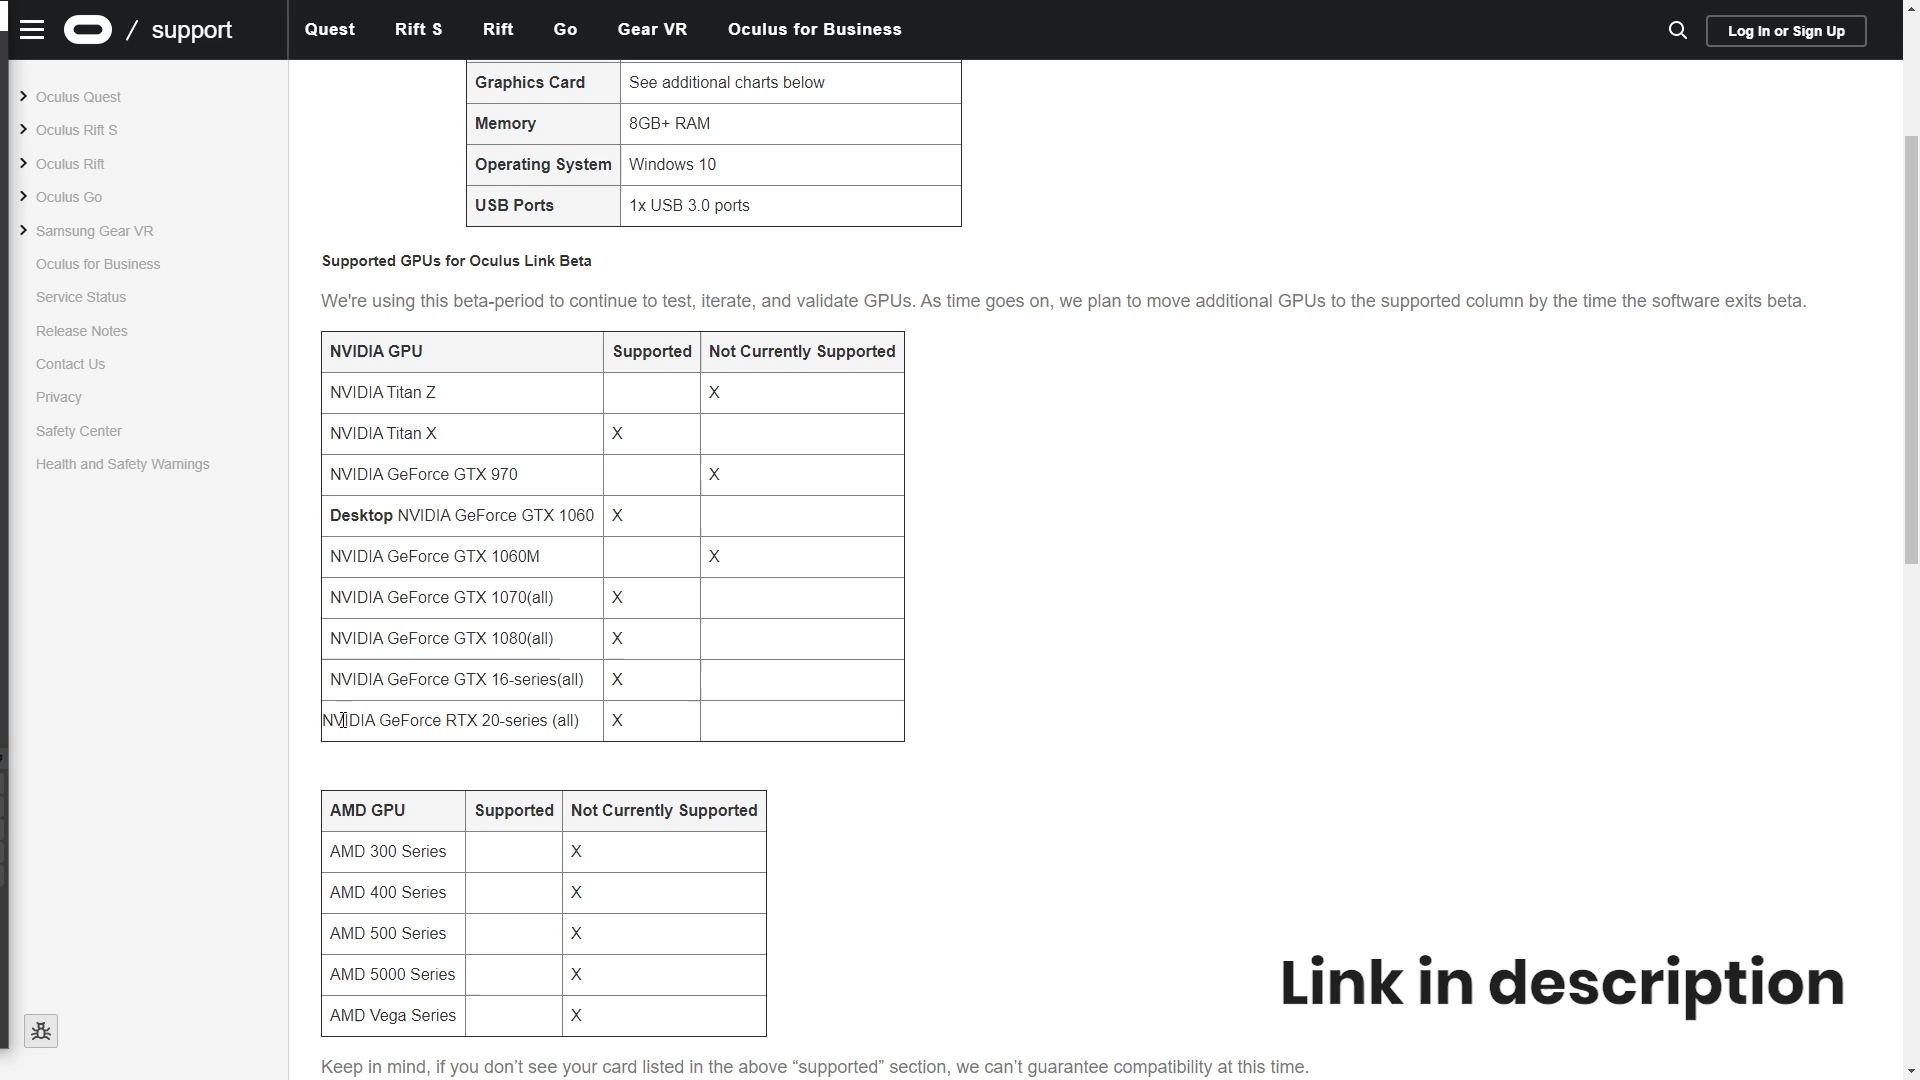 / support
Quest Rift S Rift Go Gear VR Oculus for Business
Log In or Sign Up
Oculus Quest
Oculus Rift S
Oculus Rift
Oculus Go
Samsung Gear VR
Oculus for Business
Service Status
Release Notes
Contact Us
Privacy
Safety Center
Health and Safety Warnings
Graphics Card See additional charts below
Memory 8GB+ RAM
Operating System Windows 10
USB Ports 1x USB 3.0 ports
Supported GPUs for Oculus Link Beta
We're using this beta-period to continue to test, iterate, and validate GPUs. As time goes on, we plan to move additional GPUs to the supported column by the time the software exits beta.
NVIDIA GPU Supported Not Currently Supported
NVIDIA Titan Z X
NVIDIA Titan X X
NVIDIA GeForce GTX 970 X
Desktop NVIDIA GeForce GTX 1060 X
NVIDIA GeForce GTX 1060M X
NVIDIA GeForce GTX 1070(all) X
NVIDIA GeForce GTX 1080(all) X
NVIDIA GeForce GTX 16-series(all) X
NVIDIA GeForce RTX 20-series (all) X
AMD GPU Supported Not Currently Supported
AMD 300 Series X
AMD 400 Series X
AMD 500 Series X
AMD 5000 Series X
AMD Vega Series X
Link in description
Keep in mind, if you don’t see your card listed in the above “supported” section, we can’t guarantee compatibility at this time.